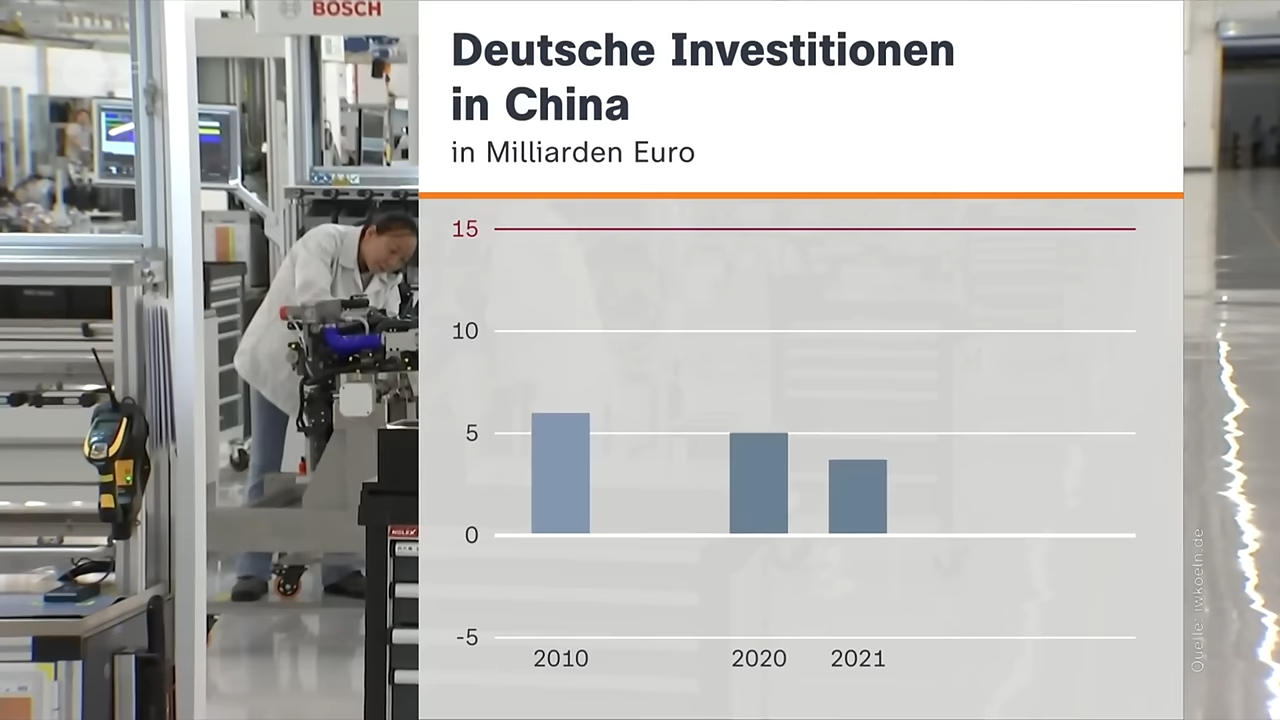 BOSCH
Deutsche Investitionen
in China
in Milliarden Euro
15
10
5
0
-5
2010 2020 2021
Quelle: iwkoeln.de